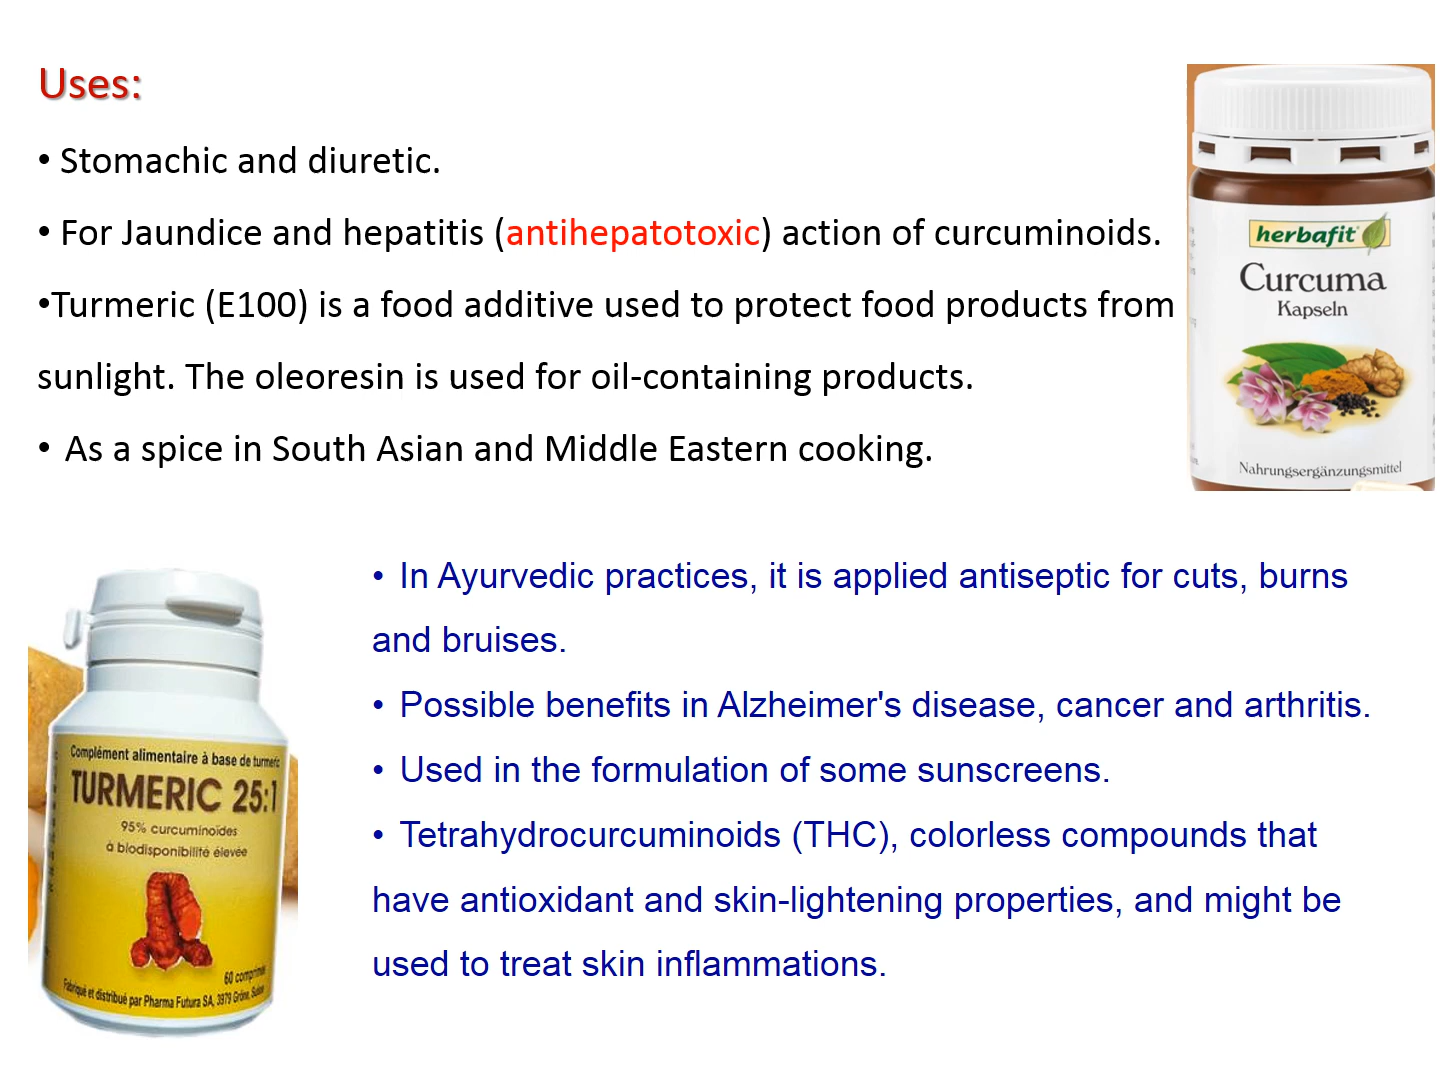 Uses:
• Stomachic and diuretic.
• For Jaundice and hepatitis (antihepatotoxic) action of curcuminoids.
•Turmeric (E100) is a food additive used to protect food products from
sunlight. The oleoresin is used for oil-containing products.
• As a spice in South Asian and Middle Eastern cooking.
herbafit
Curcuma
Kapseln
Nahrungsergänzungsmittel
• In Ayurvedic practices, it is applied antiseptic for cuts, burns
and bruises.
• Possible benefits in Alzheimer's disease, cancer and arthritis.
• Used in the formulation of some sunscreens.
• Tetrahydrocurcuminoids (THC), colorless compounds that
have antioxidant and skin-lightening properties, and might be
used to treat skin inflammations.
Complément alimentaire à base de turmeric
TURMERIC 25:1
95% curcuminoïdes
à biodisponibilité élevée
60 comprimés
Fabriqué et distribué par Pharma Futura SA, 3979 Grône, Suisse